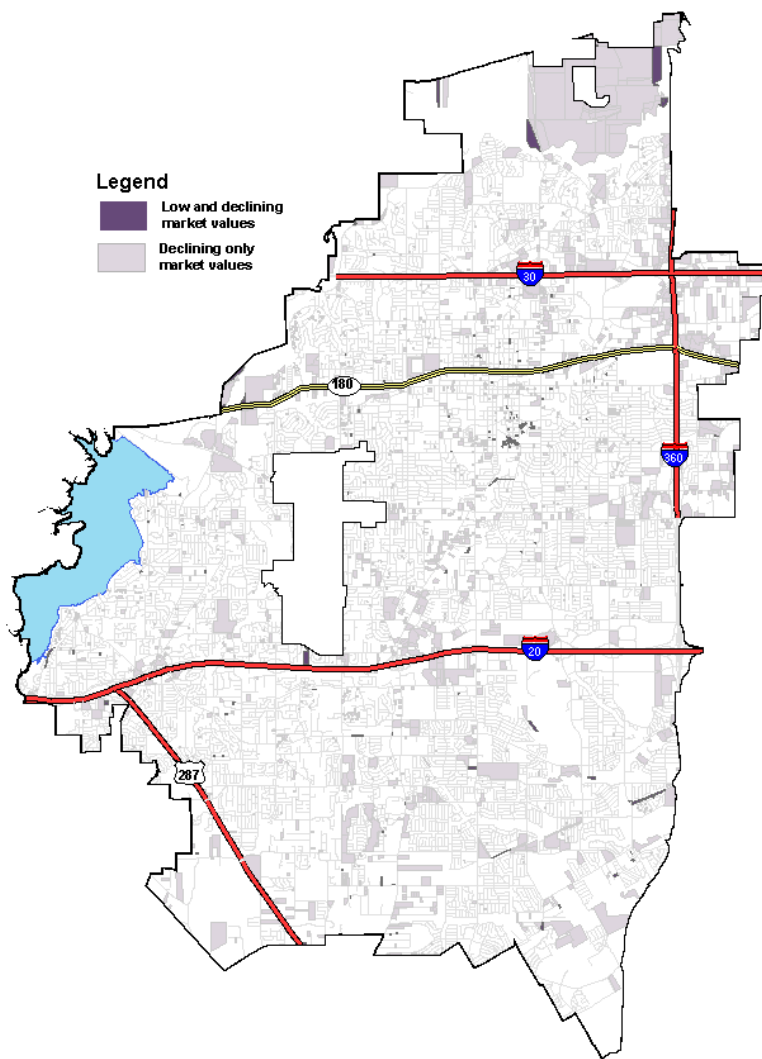 Legend
Low and declining
market values
Declining only
market values
30
180
360
20
287